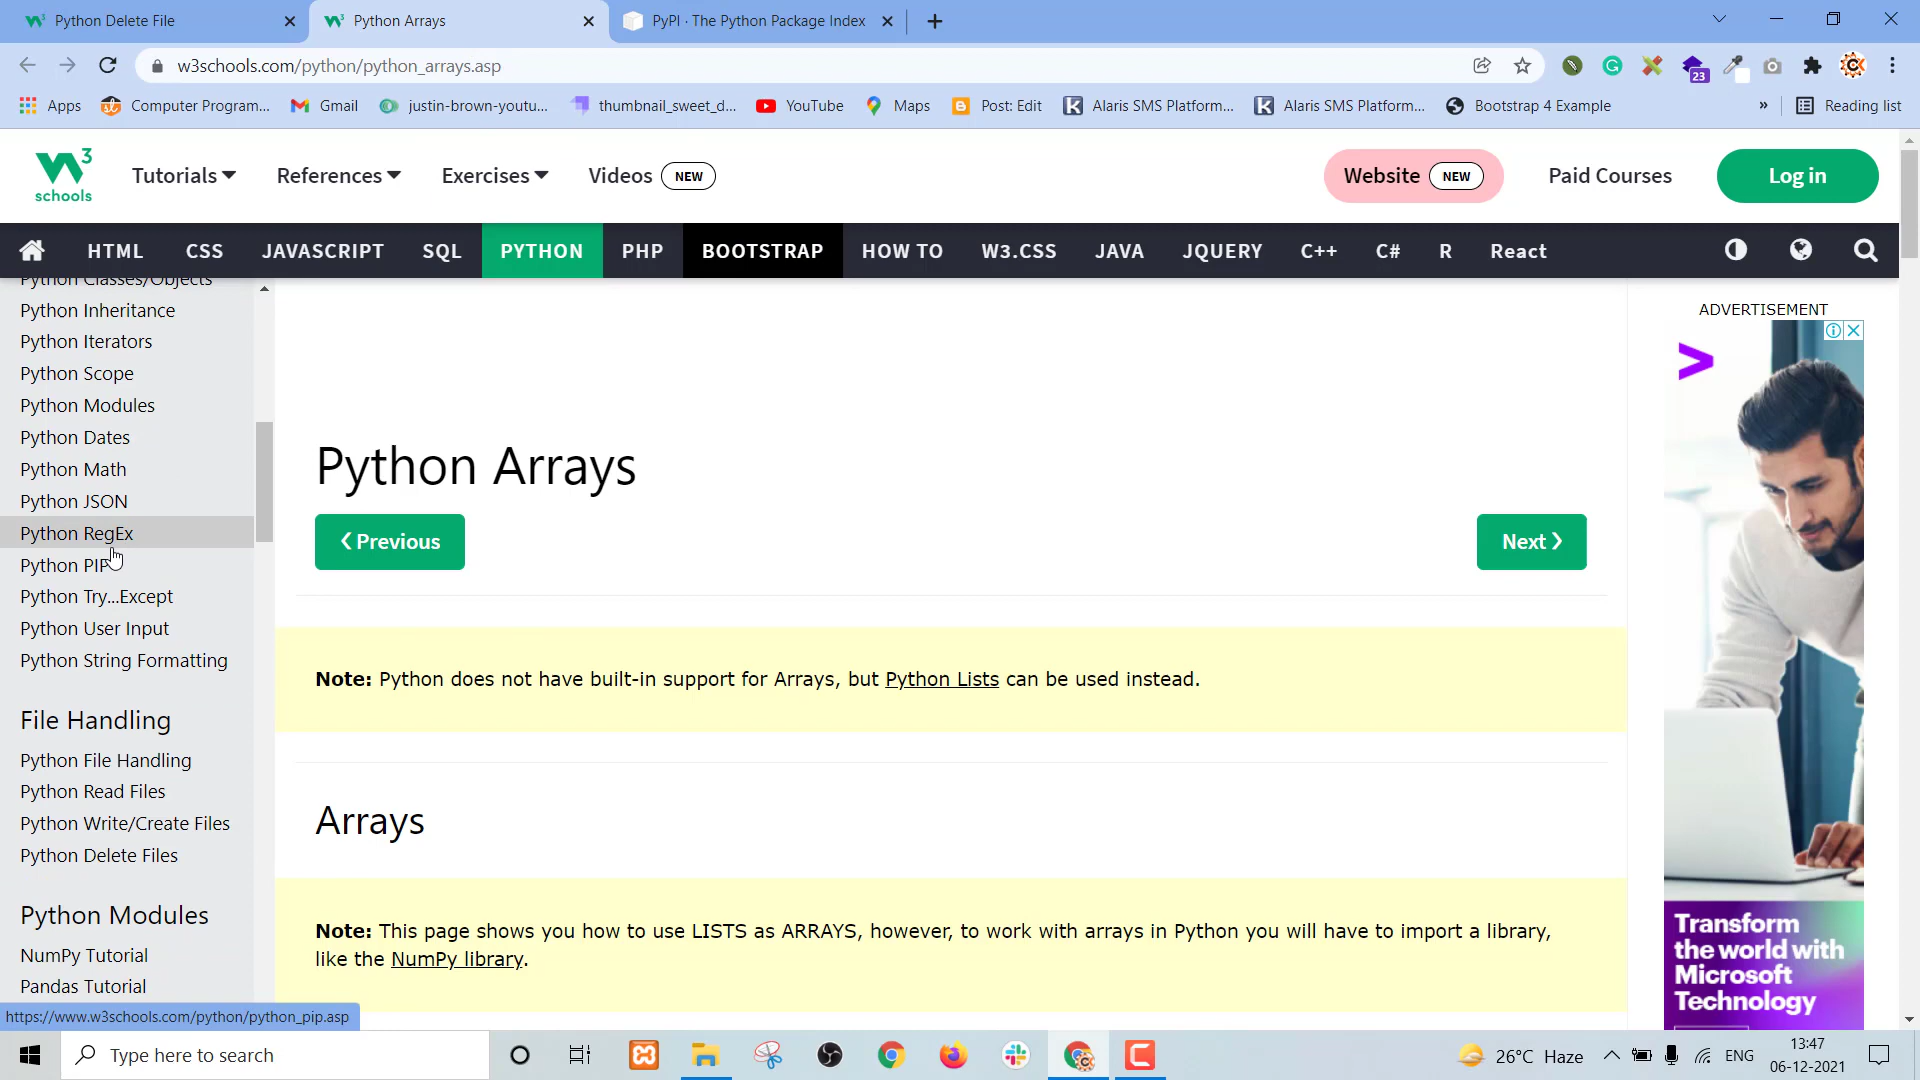 Python Delete File
Python Arrays
PyPI · The Python Package Index
w3schools.com/python/python_arrays.asp
23
Apps
Computer Program...
Gmail
justin-brown-youtu...
thumbnail_sweet_d...
YouTube
Maps
Post: Edit
Alaris SMS Platform...
Alaris SMS Platform...
Bootstrap 4 Example
»
Reading list
W3
schools
Tutorials
References
Exercises
Videos
NEW
Website
NEW
Paid Courses
Log in
HTML
CSS
JAVASCRIPT
SQL
PYTHON
PHP
BOOTSTRAP
HOW TO
W3.CSS
JAVA
JQUERY
C++
C#
R
React
Python Classes/Objects
Python Inheritance
Python Iterators
Python Scope
Python Modules
Python Dates
Python Math
Python JSON
Python RegEx
Python PIP
Python Try...Except
Python User Input
Python String Formatting
File Handling
Python File Handling
Python Read Files
Python Write/Create Files
Python Delete Files
Python Modules
NumPy Tutorial
Pandas Tutorial
https://www.w3schools.com/python/python_pip.asp
Python Arrays
❮ Previous
Next ❯
Note: Python does not have built-in support for Arrays, but Python Lists can be used instead.
Arrays
Note: This page shows you how to use LISTS as ARRAYS, however, to work with arrays in Python you will have to import a library,
like the NumPy library.
ADVERTISEMENT
>
Transform
the world with
Microsoft
Technology
Type here to search
26°C Haze
ENG
13:47
06-12-2021